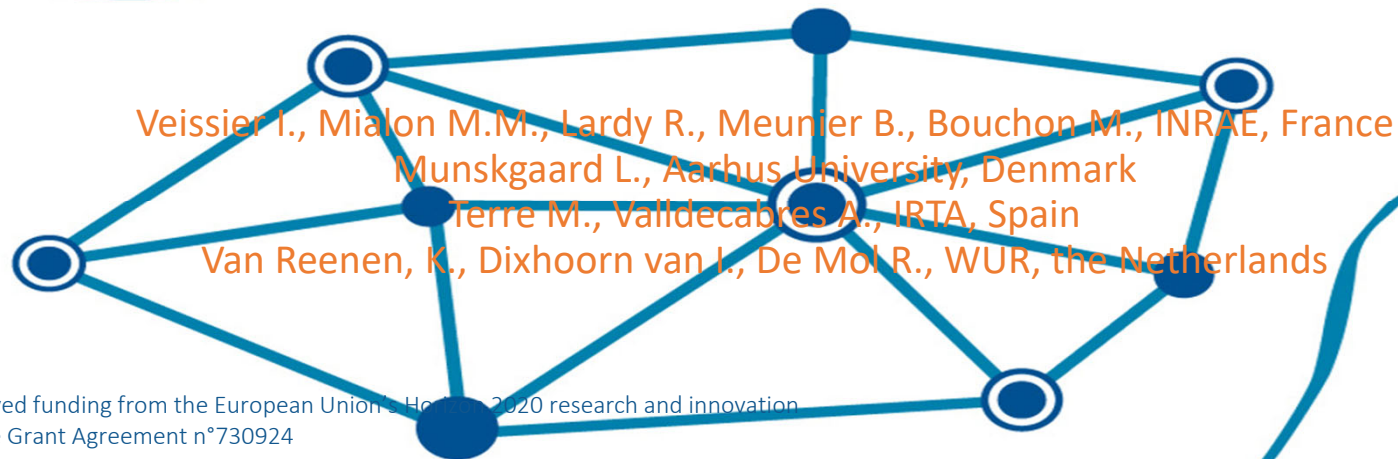 Veissier I., Mialon M.M., Lardy R., Meunier B., Bouchon M., INRAE, France
Munskgaard L., Aarhus University, Denmark
Terre M., Valldecabres A., IRTA, Spain
Van Reenen, K., Dixhoorn van I., De Mol R., WUR, the Netherlands
funding from the European Union's Horizon 2020 research and innovation
Grant Agreement n°730924